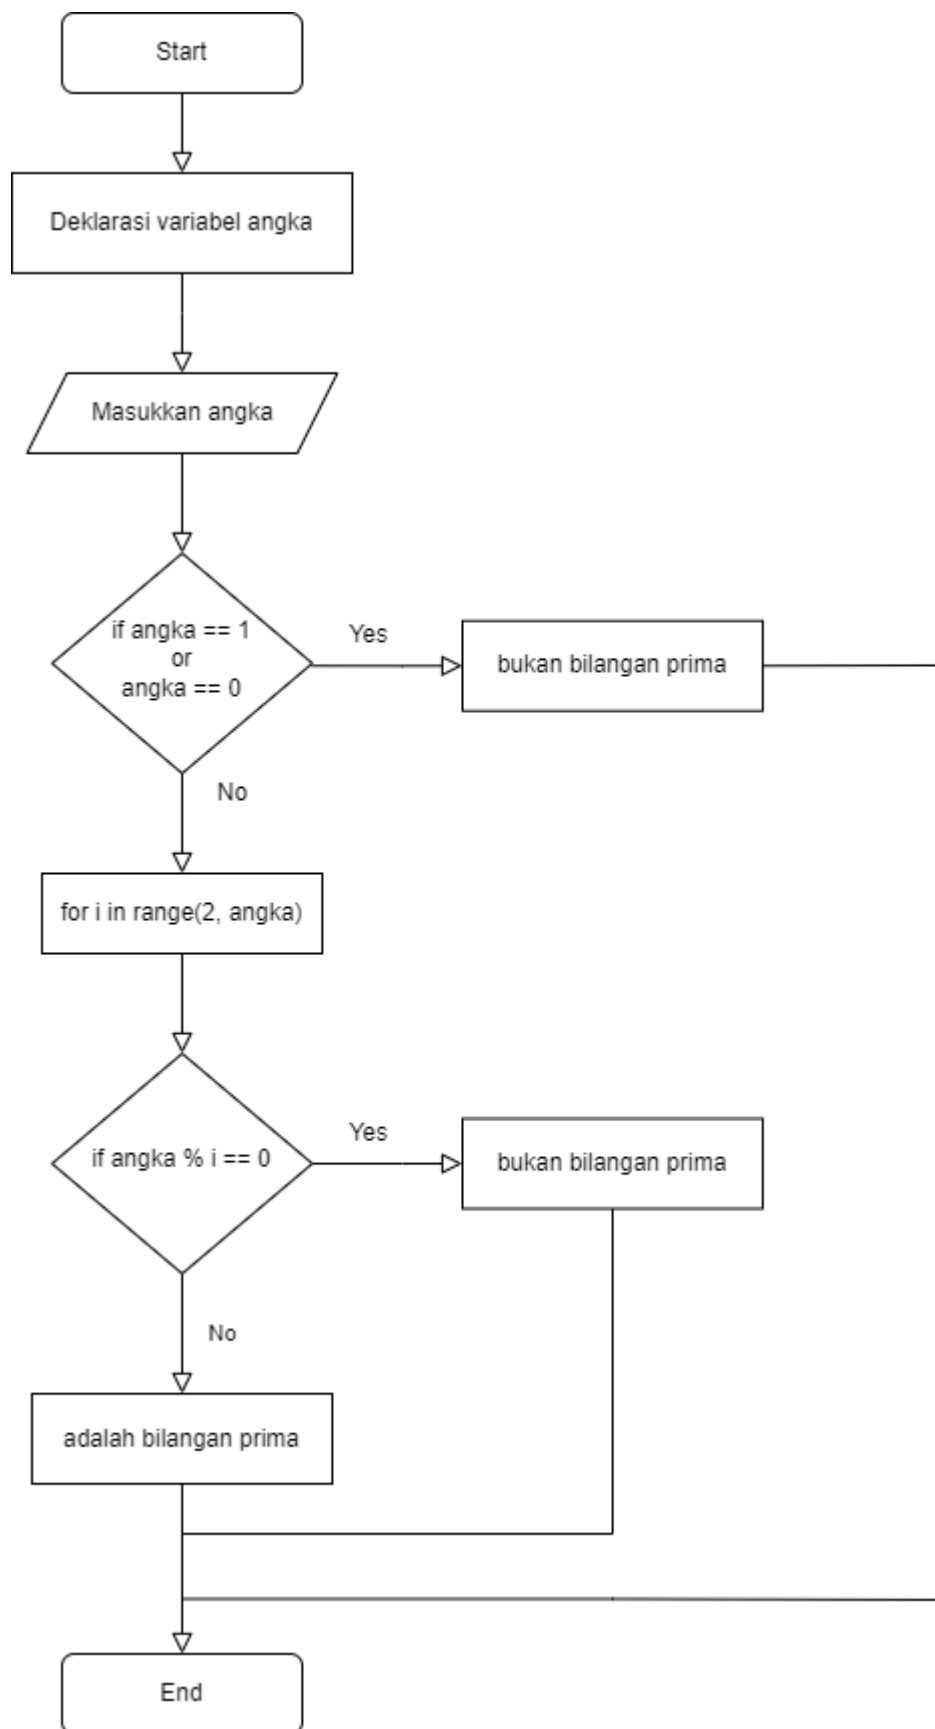 Start
Deklarasi variabel angka
Masukkan angka
if angka == 1
or
angka == 0
Yes
bukan bilangan prima
No
for i in range(2, angka)
if angka % i == 0
Yes
bukan bilangan prima
No
adalah bilangan prima
End